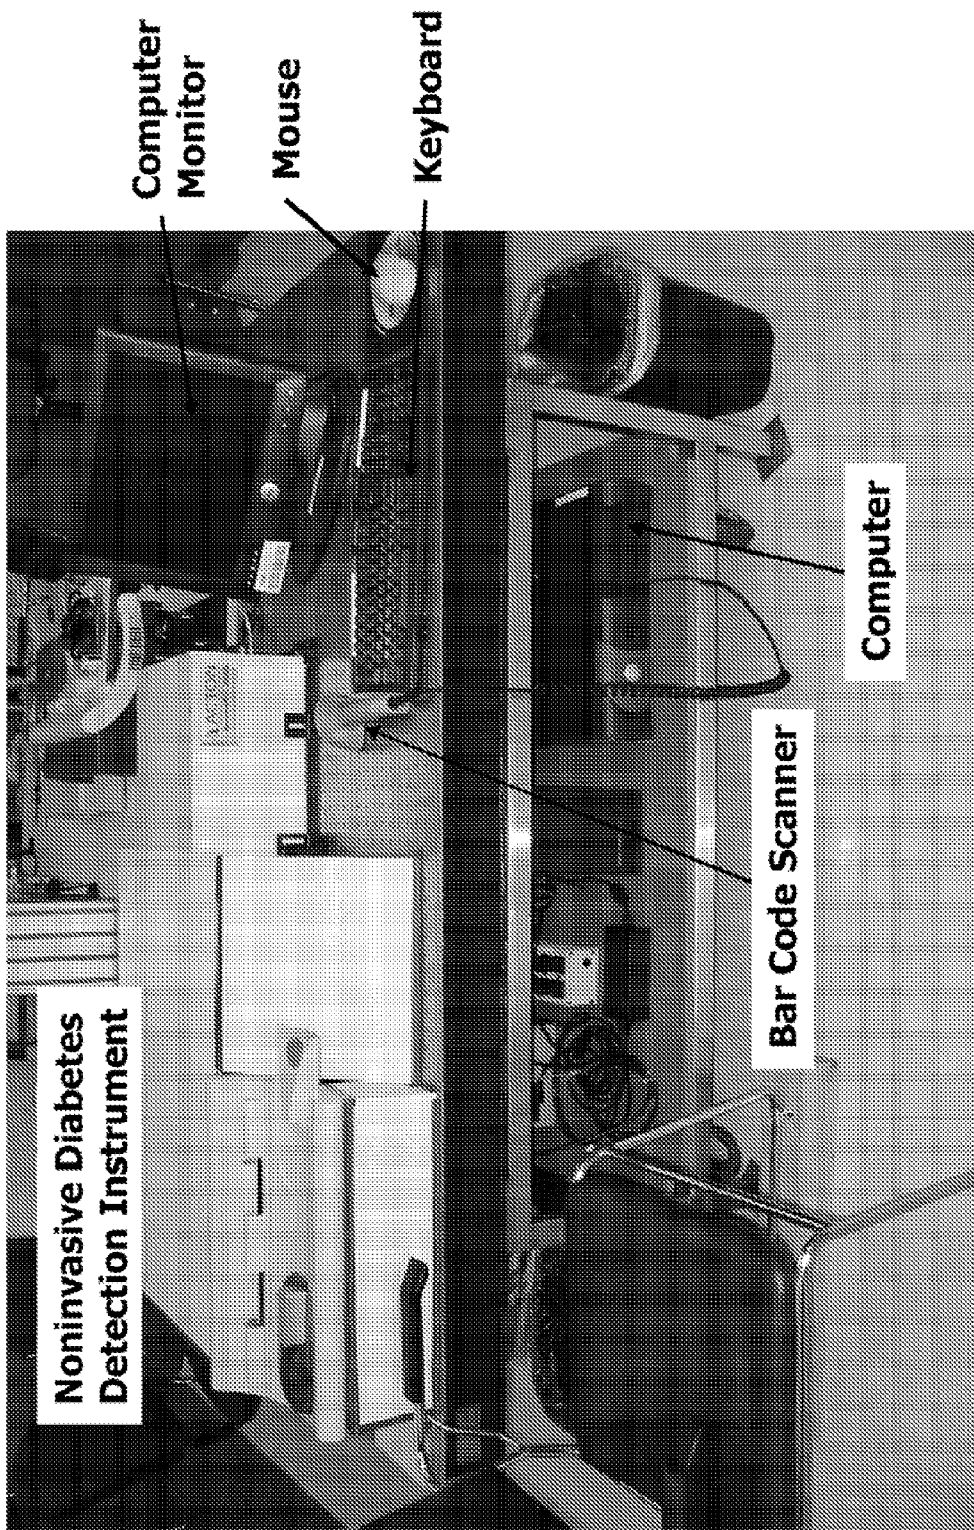 Noninvasive Diabetes
Detection Instrument
Computer
Monitor
Mouse
Keyboard
Bar Code Scanner
Computer